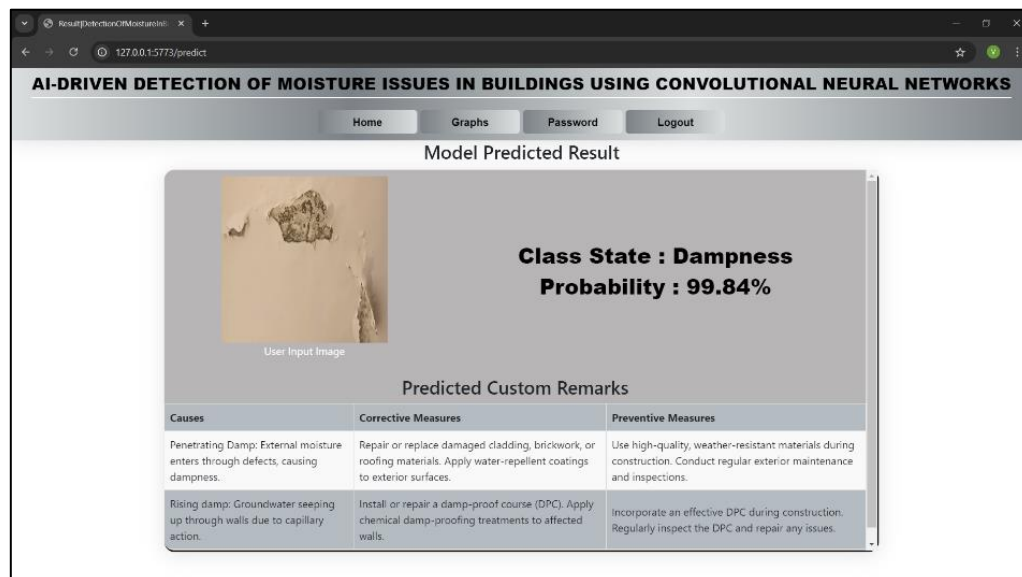 Result|DetectionOfMoistureInB
127.0.0.1:5773/predict
V
AI-DRIVEN DETECTION OF MOISTURE ISSUES IN BUILDINGS USING CONVOLUTIONAL NEURAL NETWORKS
Home Graphs Password Logout
Model Predicted Result
Class State : Dampness
Probability : 99.84%
User Input Image
Predicted Custom Remarks
Causes Corrective Measures Preventive Measures
Penetrating Damp: External moisture
enters through defects, causing
dampness.
Repair or replace damaged cladding, brickwork, or
roofing materials. Apply water-repellent coatings
to exterior surfaces.
Use high-quality, weather-resistant materials during
construction. Conduct regular exterior maintenance
and inspections.
Rising damp: Groundwater seeping
up through walls due to capillary
action.
Install or repair a damp-proof course (DPC). Apply
chemical damp-proofing treatments to affected
walls.
Incorporate an effective DPC during construction.
Regularly inspect the DPC and repair any issues.